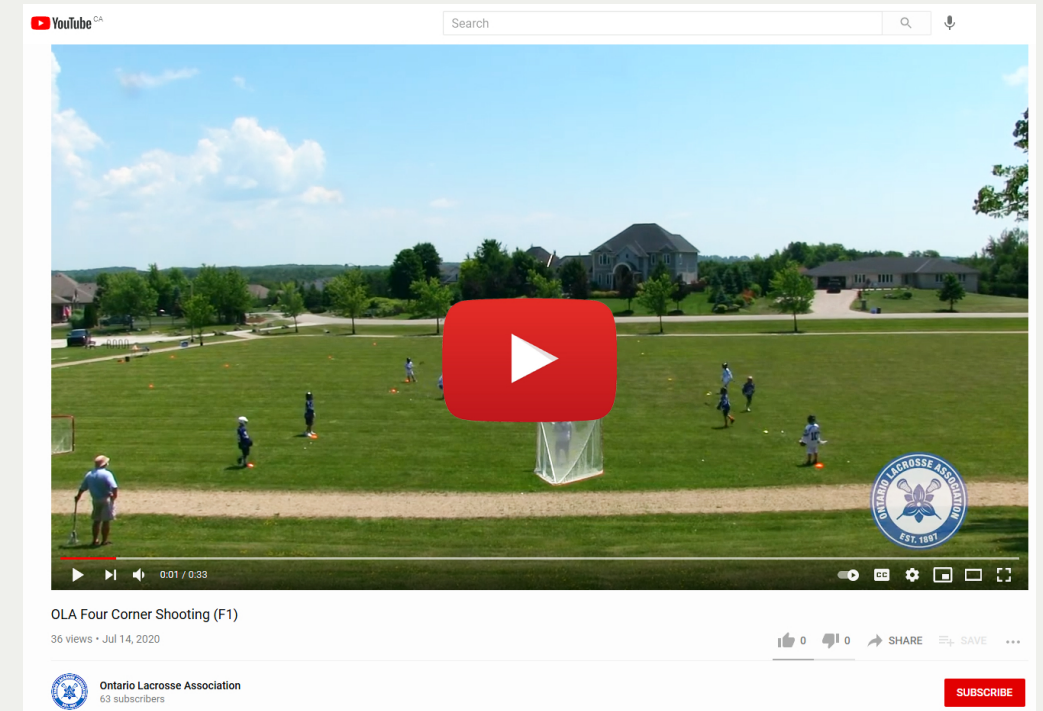 YouTube CA
Search
ONTARIO LACROSSE ASSOCIATION
EST. 1897
0:01 / 0:33
CC
OLA Four Corner Shooting (F1)
36 views • Jul 14, 2020
0 0 SHARE SAVE
Ontario Lacrosse Association
63 subscribers
SUBSCRIBE